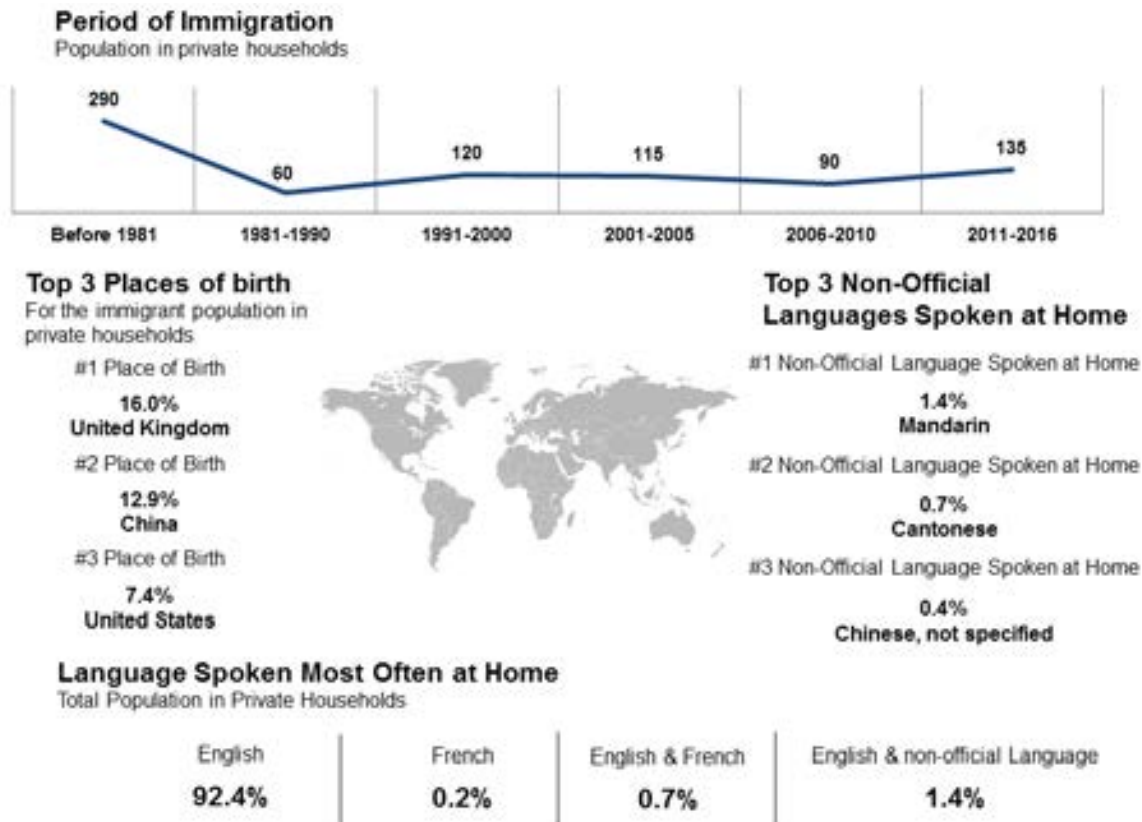 Period of Immigration
Population in private households
290
60
120
115
90
135
Before 1981
1981-1990
1991-2000
2001-2005
2006-2010
2011-2016
Top 3 Places of birth
For the immigrant population in
private households
#1 Place of Birth
16.0%
United Kingdom
#2 Place of Birth
12.9%
China
#3 Place of Birth
7.4%
United States
Top 3 Non-Official
Languages Spoken at Home
#1 Non-Official Language Spoken at Home
1.4%
Mandarin
#2 Non-Official Language Spoken at Home
0.7%
Cantonese
#3 Non-Official Language Spoken at Home
0.4%
Chinese, not specified
Language Spoken Most Often at Home
Total Population in Private Households
English
92.4%
French
0.2%
English & French
0.7%
English & non-official Language
1.4%